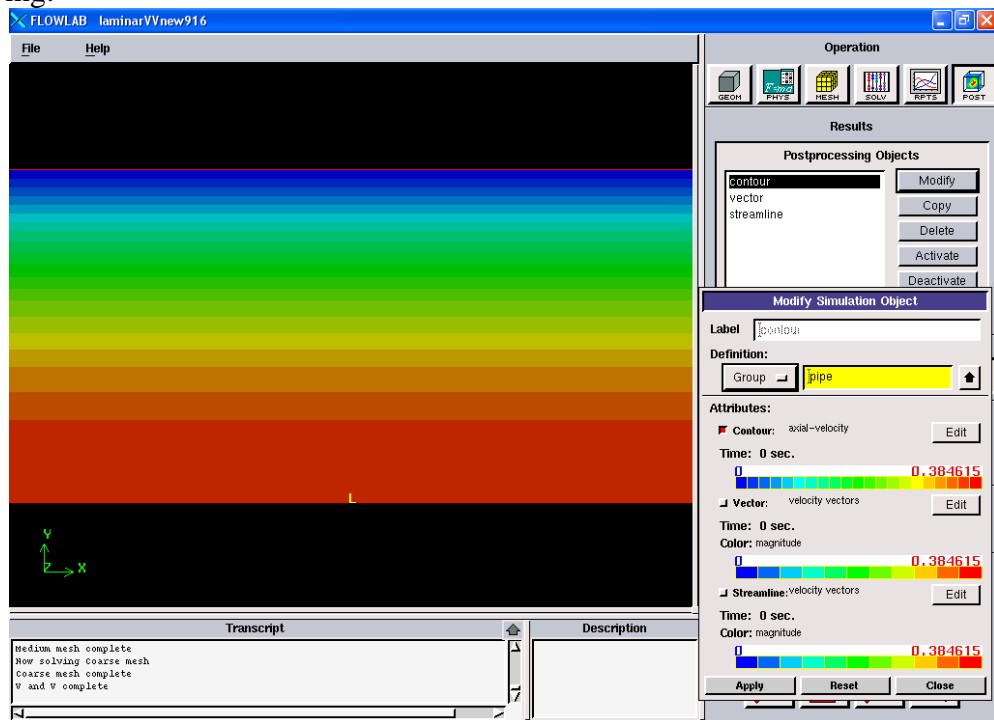 ing.
FLOWLAB laminarVVnew916
File Help
Operation
GEOM F=ma PHYS MESH SOLV RPTS POST
Results
Postprocessing Objects
contour
vector
streamline
Modify
Copy
Delete
Activate
Deactivate
Modify Simulation Object
Label contour
Definition:
Group pipe
Attributes:
Contour: axial-velocity Edit
Time: 0 sec.
0 0.384615
Vector: velocity vectors Edit
Time: 0 sec.
Color: magnitude
0 0.384615
Streamline: velocity vectors Edit
Time: 0 sec.
Color: magnitude
0 0.384615
Apply Reset Close
L
Y
Z X
Transcript
Medium mesh complete
Now solving Coarse mesh
Coarse mesh complete
V and V complete
Description